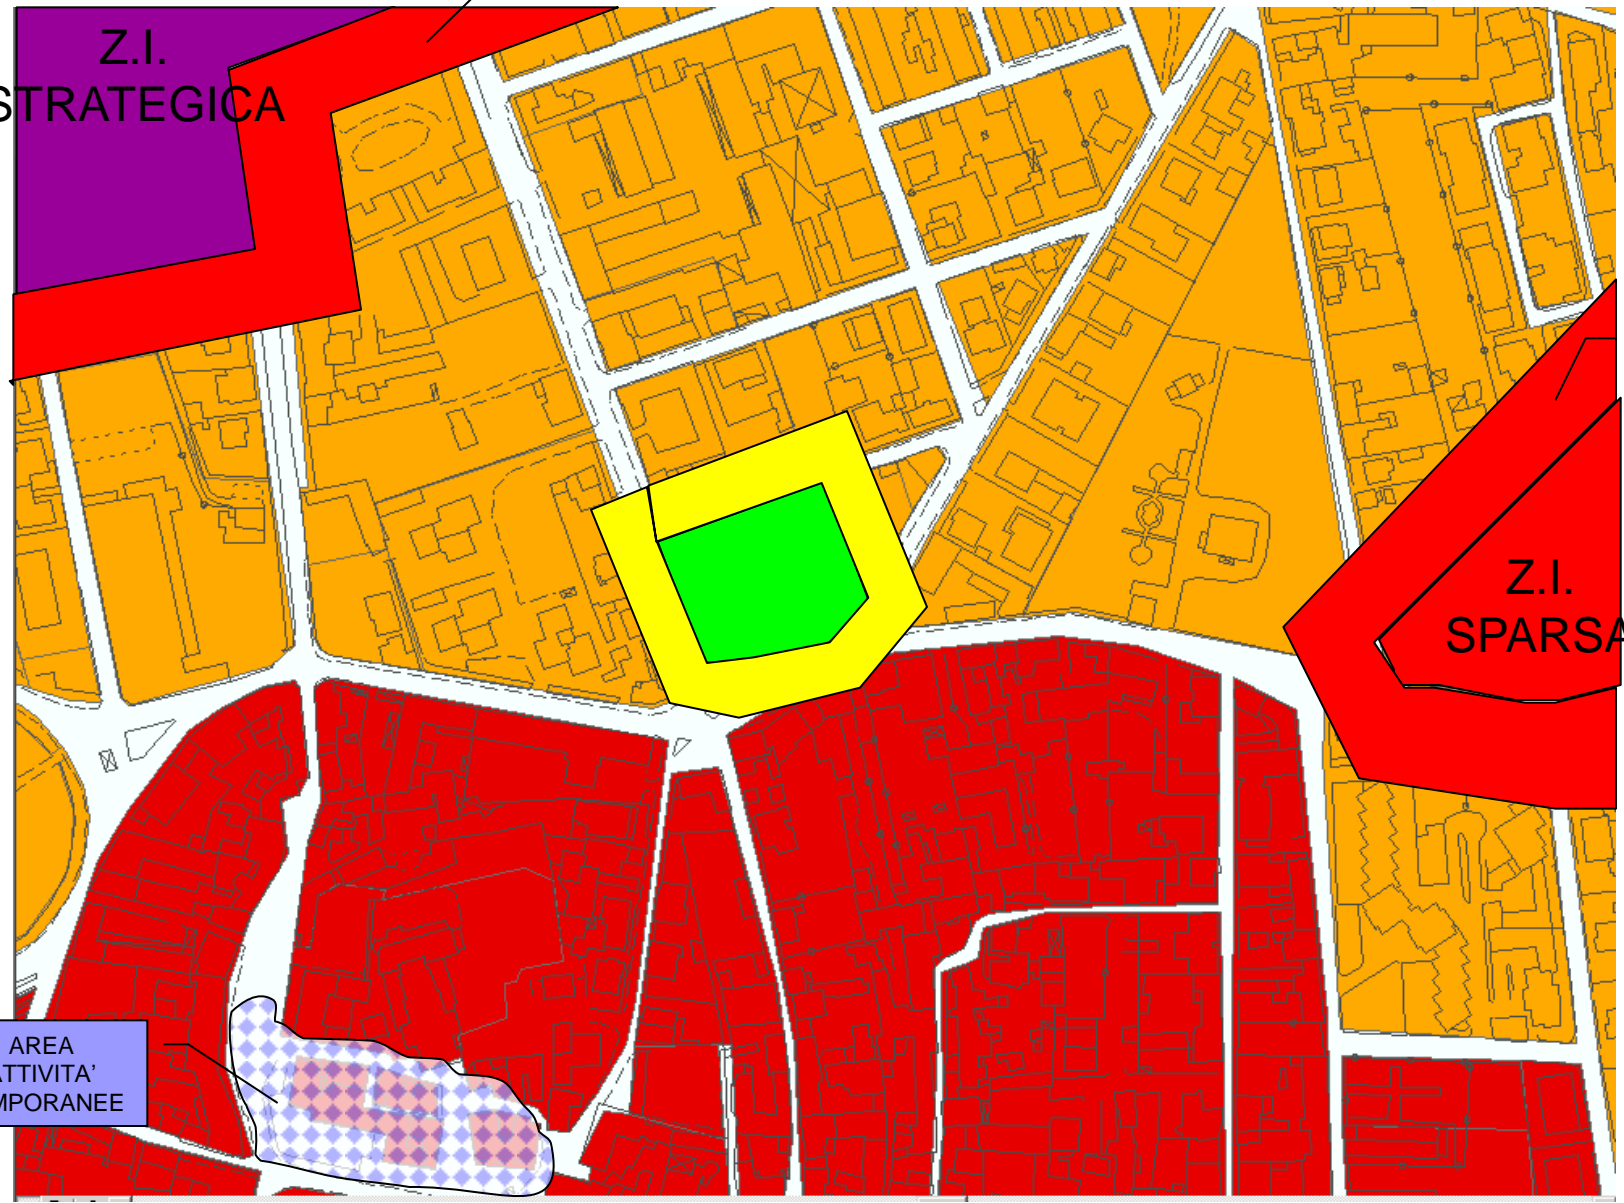 Z.I.
STRATEGICA
Z.I.
SPARSA
AREA
ATTIVITA’
MPORANEE